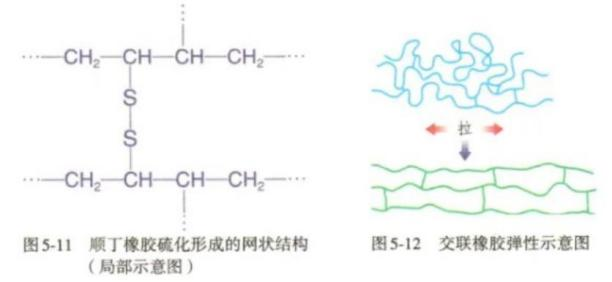 ···—CH₂—CH—CH—CH₂—···
S
S
···—CH₂—CH—CH—CH₂—···
图5-11 顺丁橡胶硫化形成的网状结构
（局部示意图）
拉
图5-12 交联橡胶弹性示意图